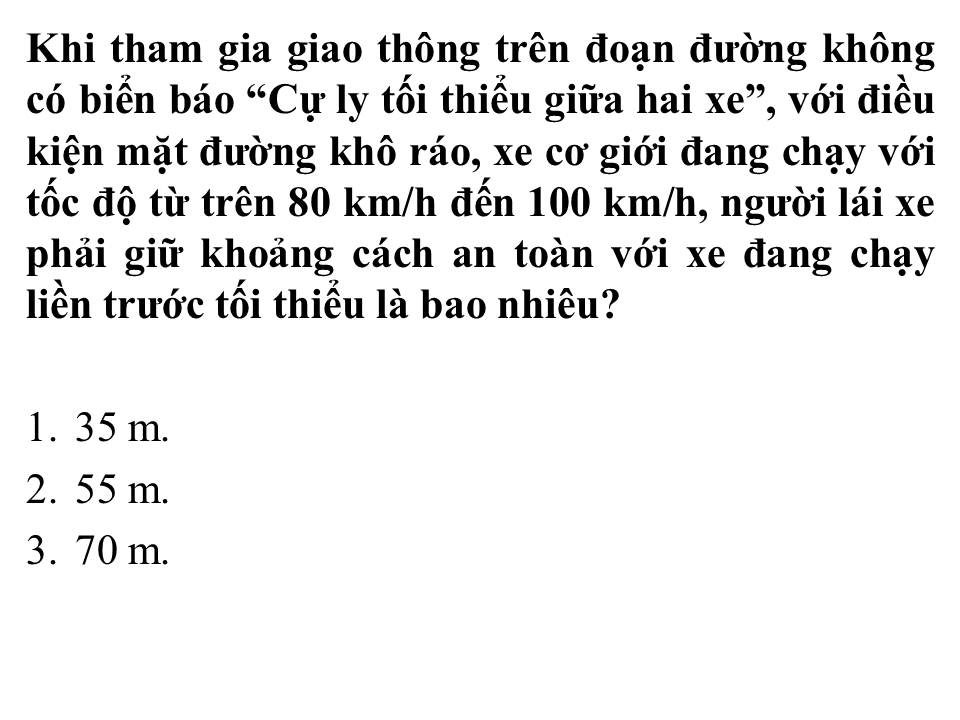 Khi tham gia giao thông trên đoạn đường không
có biển báo “Cự ly tối thiểu giữa hai xe”, với điều
kiện mặt đường khô ráo, xe cơ giới đang chạy với
tốc độ từ trên 80 km/h đến 100 km/h, người lái xe
phải giữ khoảng cách an toàn với xe đang chạy
liền trước tối thiểu là bao nhiêu?
1. 35 m.
2. 55 m.
3. 70 m.